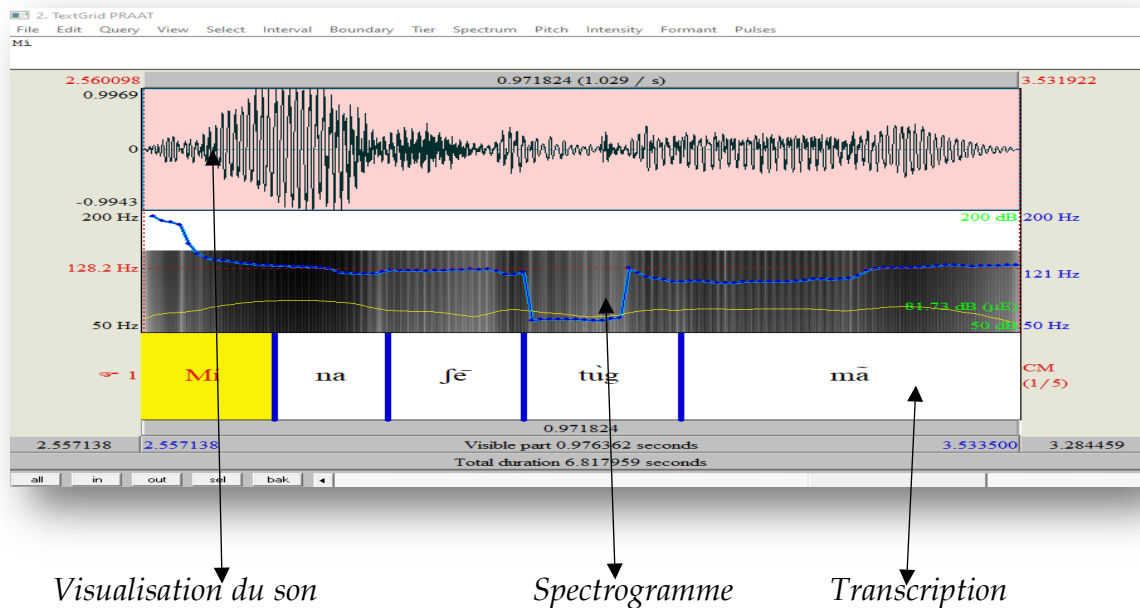 2. TextGrid PRAAT
File Edit Query View Select Interval Boundary Tier Spectrum Pitch Intensity Formant Pulses
Mi
2.560098 0.971824 (1.029 / s) 3.531922
0.9969
0
-0.9943
200 Hz 200 dB 200 Hz
128.2 Hz 121 Hz
81.73 dB (µE)
50 Hz 50 dB 50 Hz
☞ 1 Mi na ʃē tùg mã CM
(1/5)
0.971824
2.557138 2.557138 Visible part 0.976362 seconds 3.533500 3.284459
Total duration 6.817959 seconds
all in out sel bak
Visualisation du son Spectrogramme Transcription